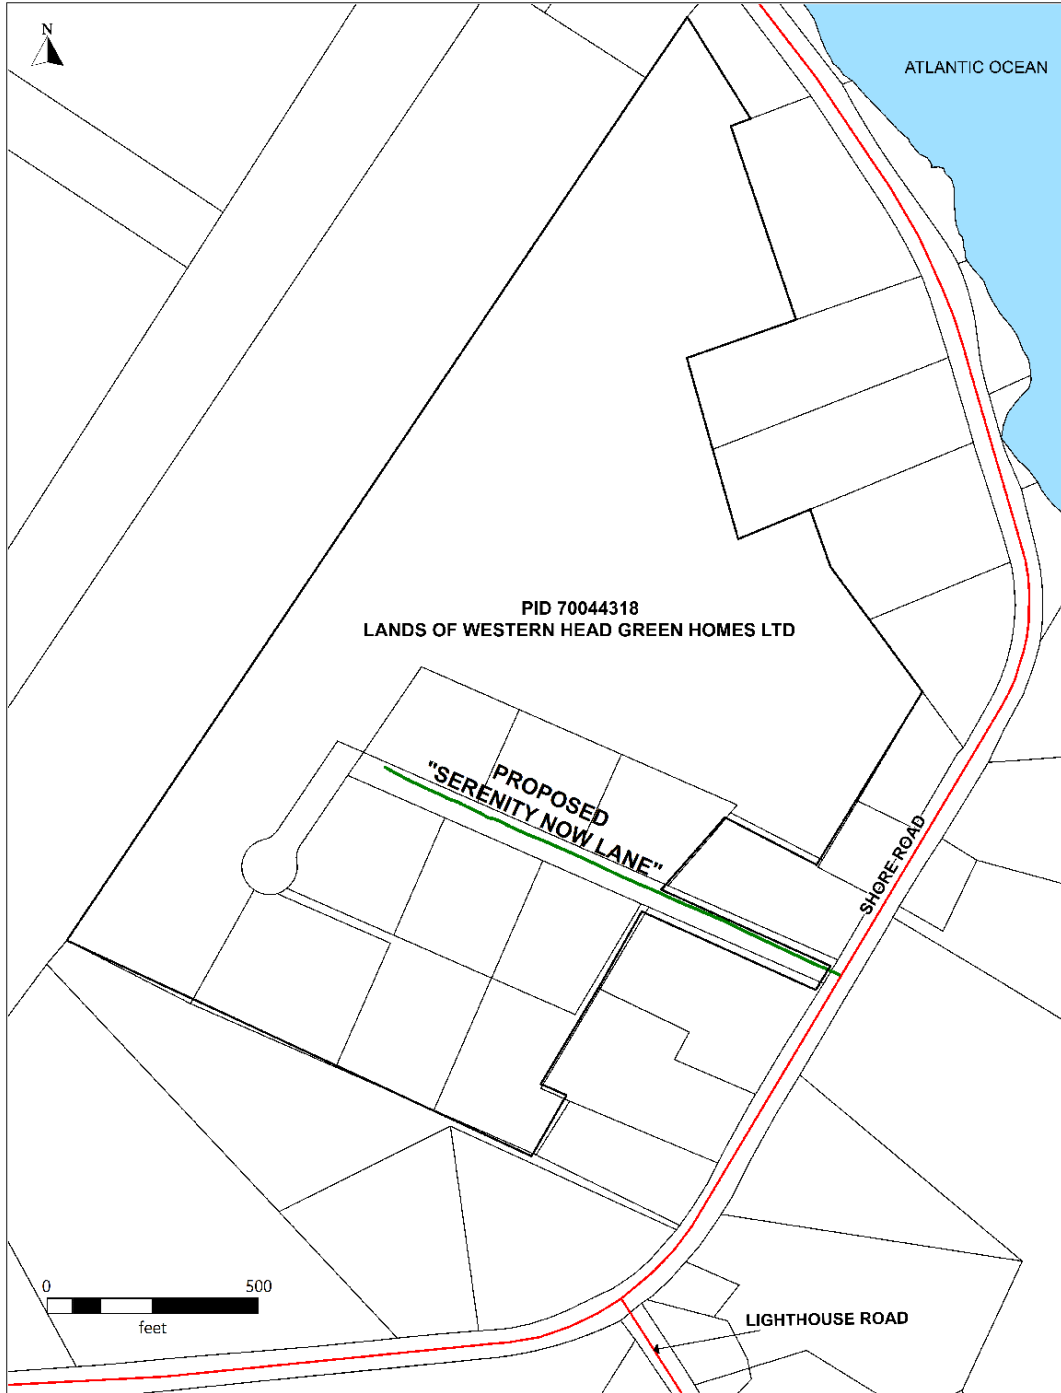 N
ATLANTIC OCEAN
PID 70044318
LANDS OF WESTERN HEAD GREEN HOMES LTD
PROPOSED
"SERENITY NOW LANE"
SHORE ROAD
0 500
feet
LIGHTHOUSE ROAD